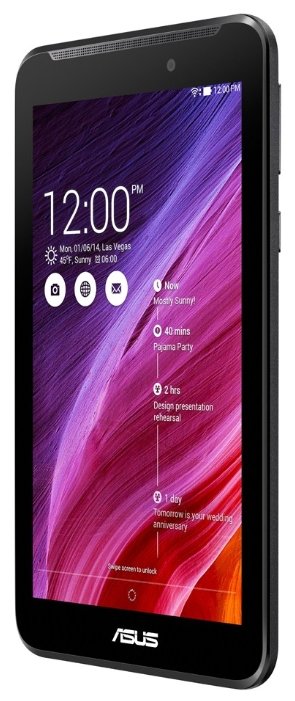 12:00 PM
12:00 PM
Mon, 01/06/14, Las Vegas
45°F, Sunny 06:00
Now
Mostly Sunny!
40 mins
Pajama Party
2 hrs
Design presentation
rehearsal
1 day
Tomorrow is your wedding
anniversary
Swipe screen to unlock
ASUS